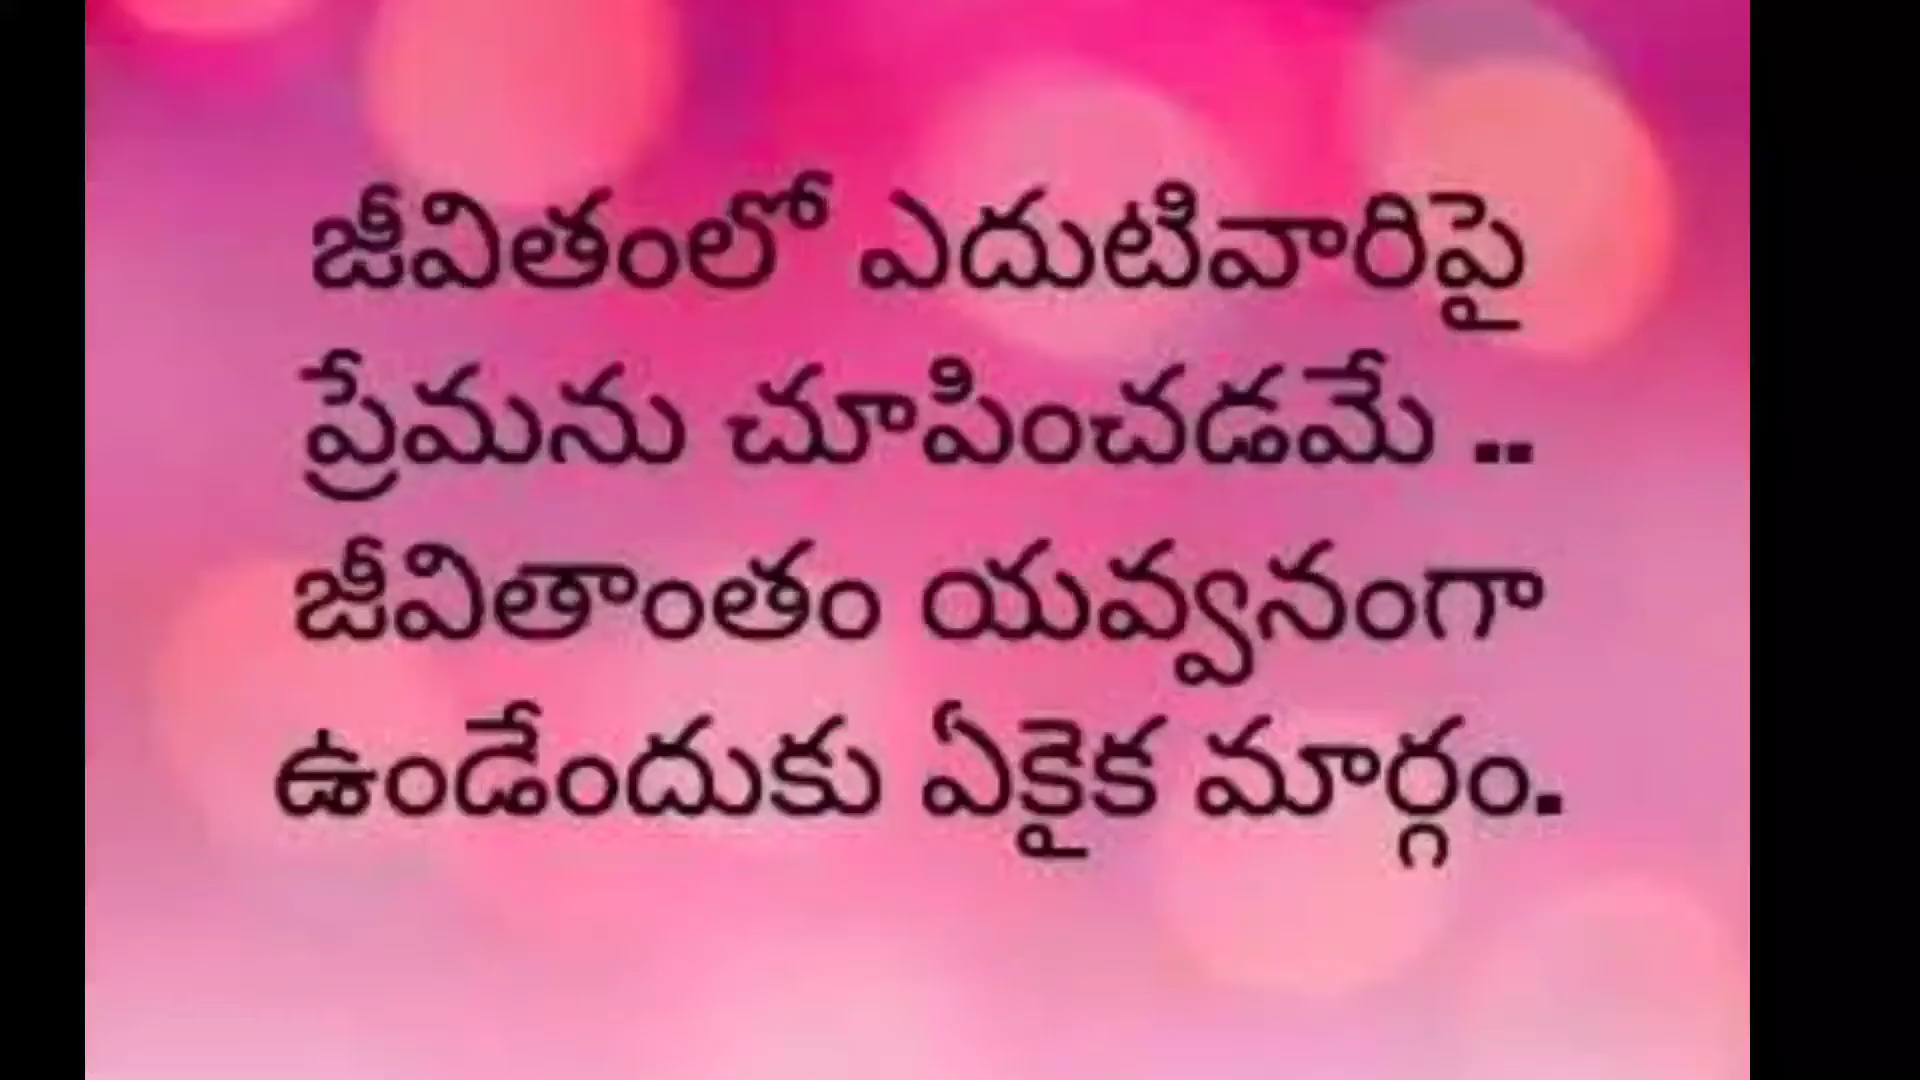 జీవితంలో ఎదుటివారిపై
ప్రేమను చూపించడమే ..
జీవితాంతం యవ్వనంగా
ఉండేందుకు ఏకైక మార్గం.